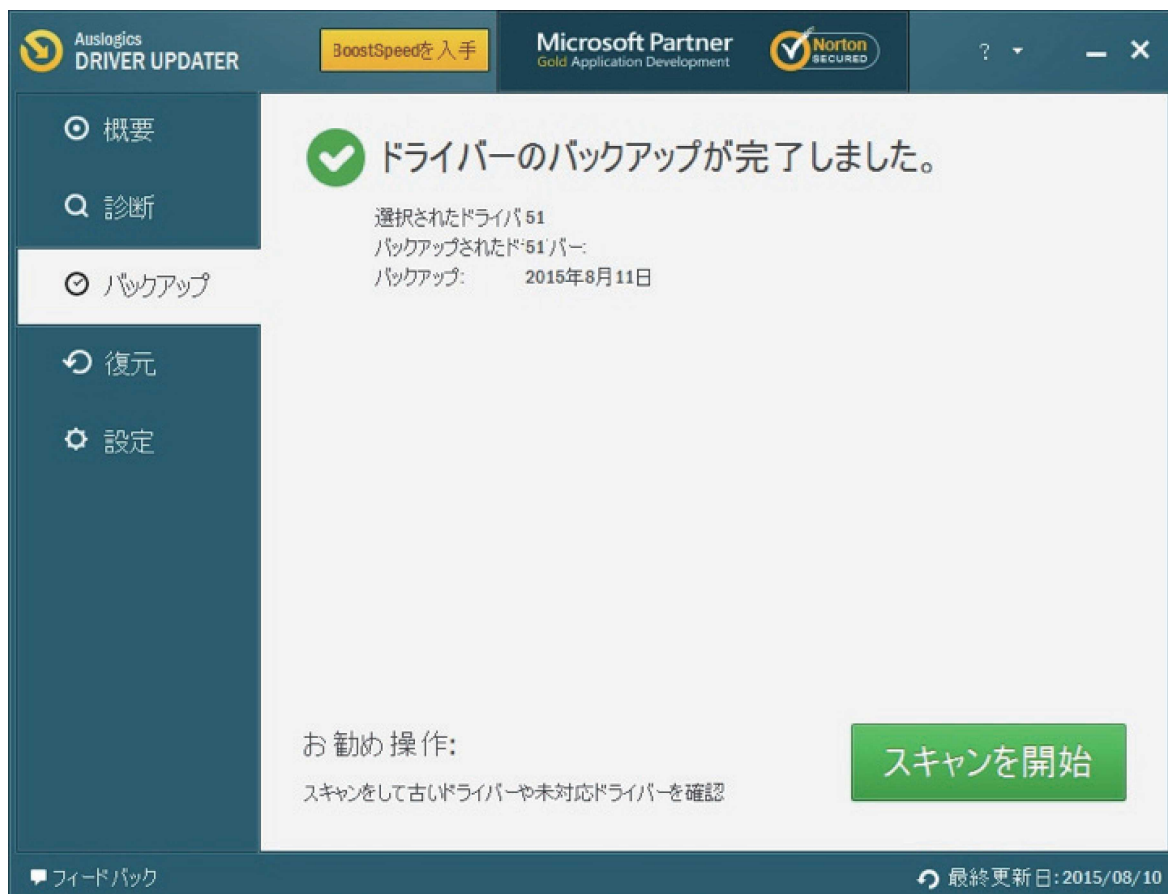 Auslogics
DRIVER UPDATER
BoostSpeedを入手
Microsoft Partner
Gold Application Development
Norton
SECURED
?
概要
診断
バックアップ
復元
設定
ドライバーのバックアップが完了しました。
選択されたドライバ 51
バックアップされたド 51 バー:
バックアップ: 2015年8月11日
お勧め操作:
スキャンをして古いドライバーや未対応ドライバーを確認
スキャンを開始
フィードバック
最終更新日:2015/08/10